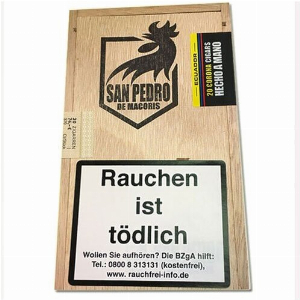 SAN PEDRO
DE MACORIS
ECUADOR
20 CORONA CIGARS
HECHO A MANO
Rauchen
ist
tödlich
Wollen Sie aufhören? Die BZgA hilft:
Tel.: 0800 8 313131 (kostenfrei),
www.rauchfrei-info.de